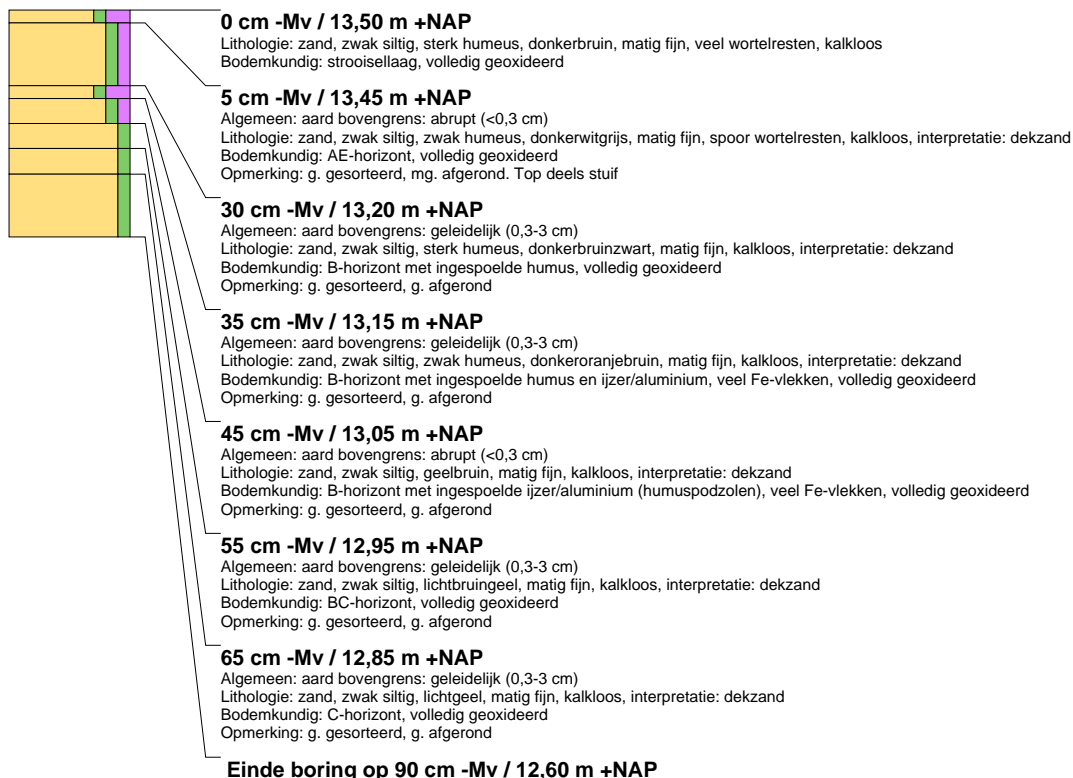 0 cm -Mv / 13,50 m +NAP
Lithologie: zand, zwak siltig, sterk humeus, donkerbruin, matig fijn, veel wortelresten, kalkloos
Bodemkundig: strooisellaag, volledig geoxideerd
5 cm -Mv / 13,45 m +NAP
Algemeen: aard bovengrens: abrupt (<0,3 cm)
Lithologie: zand, zwak siltig, zwak humeus, donkerwitgrijs, matig fijn, spoor wortelresten, kalkloos, interpretatie: dekzand
Bodemkundig: AE-horizont, volledig geoxideerd
Opmerking: g. gesorteerd, mg. afgerond. Top deels stuif
30 cm -Mv / 13,20 m +NAP
Algemeen: aard bovengrens: geleidelijk (0,3-3 cm)
Lithologie: zand, zwak siltig, sterk humeus, donkerbruinzwart, matig fijn, kalkloos, interpretatie: dekzand
Bodemkundig: B-horizont met ingespoelde humus, volledig geoxideerd
Opmerking: g. gesorteerd, g. afgerond
35 cm -Mv / 13,15 m +NAP
Algemeen: aard bovengrens: geleidelijk (0,3-3 cm)
Lithologie: zand, zwak siltig, zwak humeus, donkeroranjebruin, matig fijn, kalkloos, interpretatie: dekzand
Bodemkundig: B-horizont met ingespoelde humus en ijzer/aluminium, veel Fe-vlekken, volledig geoxideerd
Opmerking: g. gesorteerd, g. afgerond
45 cm -Mv / 13,05 m +NAP
Algemeen: aard bovengrens: abrupt (<0,3 cm)
Lithologie: zand, zwak siltig, geelbruin, matig fijn, kalkloos, interpretatie: dekzand
Bodemkundig: B-horizont met ingespoelde ijzer/aluminium (humuspodzolen), veel Fe-vlekken, volledig geoxideerd
Opmerking: g. gesorteerd, g. afgerond
55 cm -Mv / 12,95 m +NAP
Algemeen: aard bovengrens: geleidelijk (0,3-3 cm)
Lithologie: zand, zwak siltig, lichtbruingeel, matig fijn, kalkloos, interpretatie: dekzand
Bodemkundig: BC-horizont, volledig geoxideerd
Opmerking: g. gesorteerd, g. afgerond
65 cm -Mv / 12,85 m +NAP
Algemeen: aard bovengrens: geleidelijk (0,3-3 cm)
Lithologie: zand, zwak siltig, lichtgeel, matig fijn, kalkloos, interpretatie: dekzand
Bodemkundig: C-horizont, volledig geoxideerd
Opmerking: g. gesorteerd, g. afgerond
Einde boring op 90 cm -Mv / 12,60 m +NAP